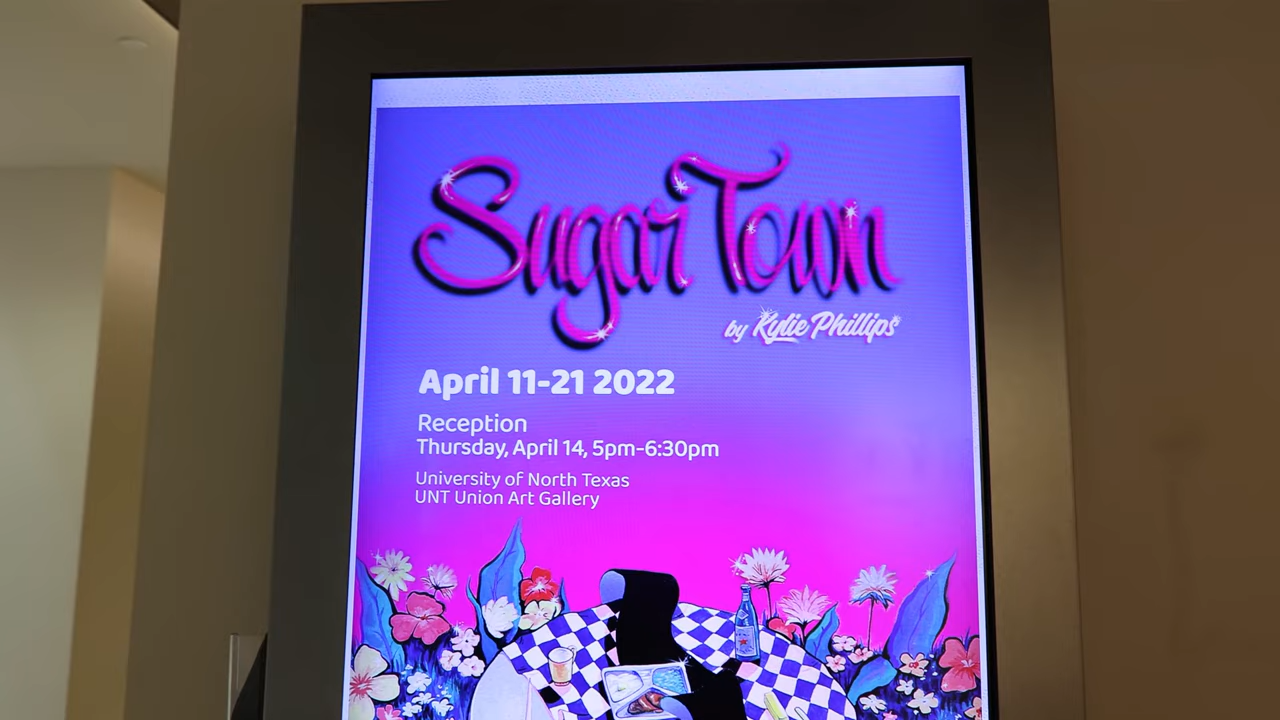 Sugar Town
by Kylie Phillips
April 11-21 2022
Reception
Thursday, April 14, 5pm-6:30pm
University of North Texas
UNT Union Art Gallery